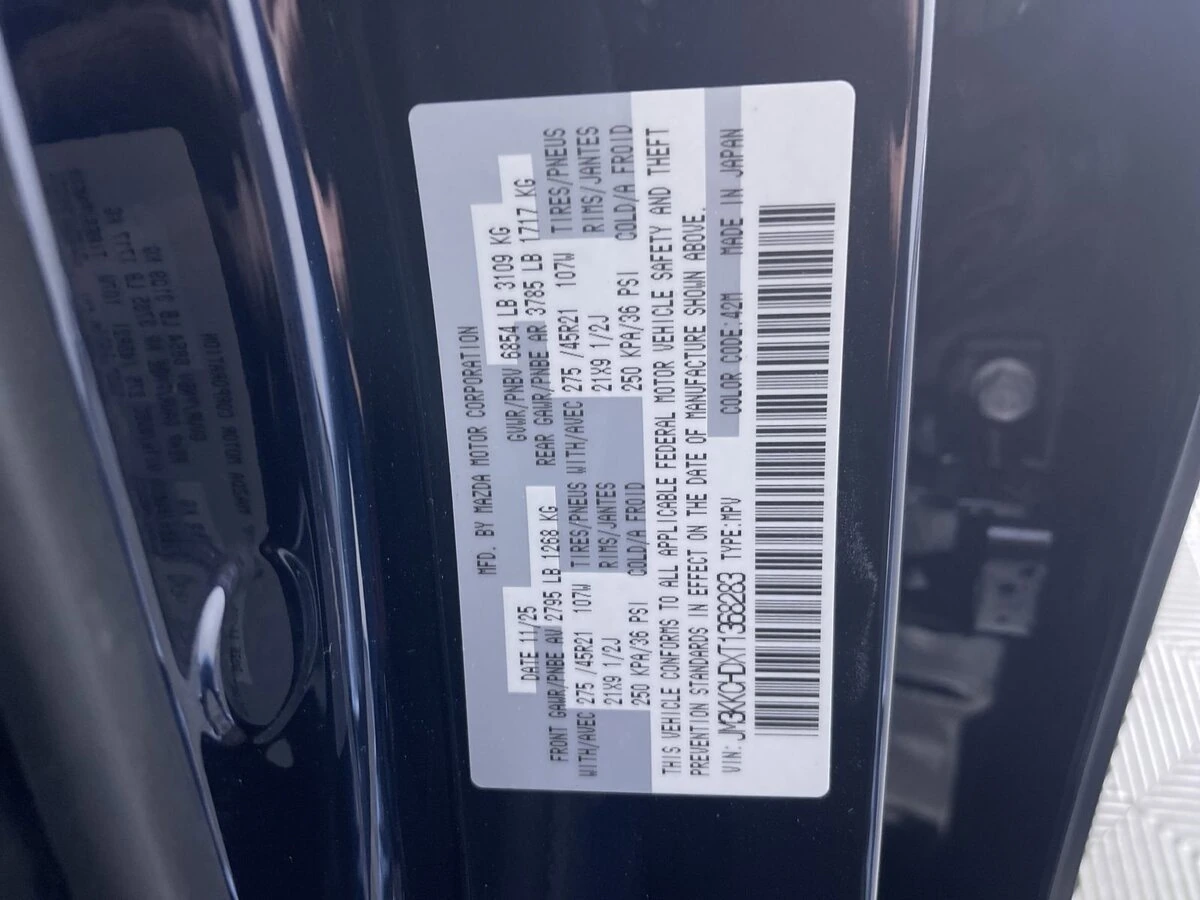 MFD. BY MAZDA MOTOR CORPORATION
DATE 11/25 GVWR/PNBV 6854 LB 3109 KG
FRONT GAWR/PNBE AV 2795 LB 1268 KG REAR GAWR/PNBE AR 3785 LB 1717 KG
WITH/AVEC 275 /45R21 107W TIRES/PNEUS WITH/AVEC 275 /45R21 107W TIRES/PNEUS
21X9 1/2J RIMS/JANTES 21X9 1/2J RIMS/JANTES
250 KPA/36 PSI COLD/A FROID 250 KPA/36 PSI COLD/A FROID
THIS VEHICLE CONFORMS TO ALL APPLICABLE FEDERAL MOTOR VEHICLE SAFETY AND THEFT
PREVENTION STANDARDS IN EFFECT ON THE DATE OF MANUFACTURE SHOWN ABOVE.
VIN: JM3KKCHDXT1368283 TYPE:MPV COLOR CODE:42M MADE IN JAPAN